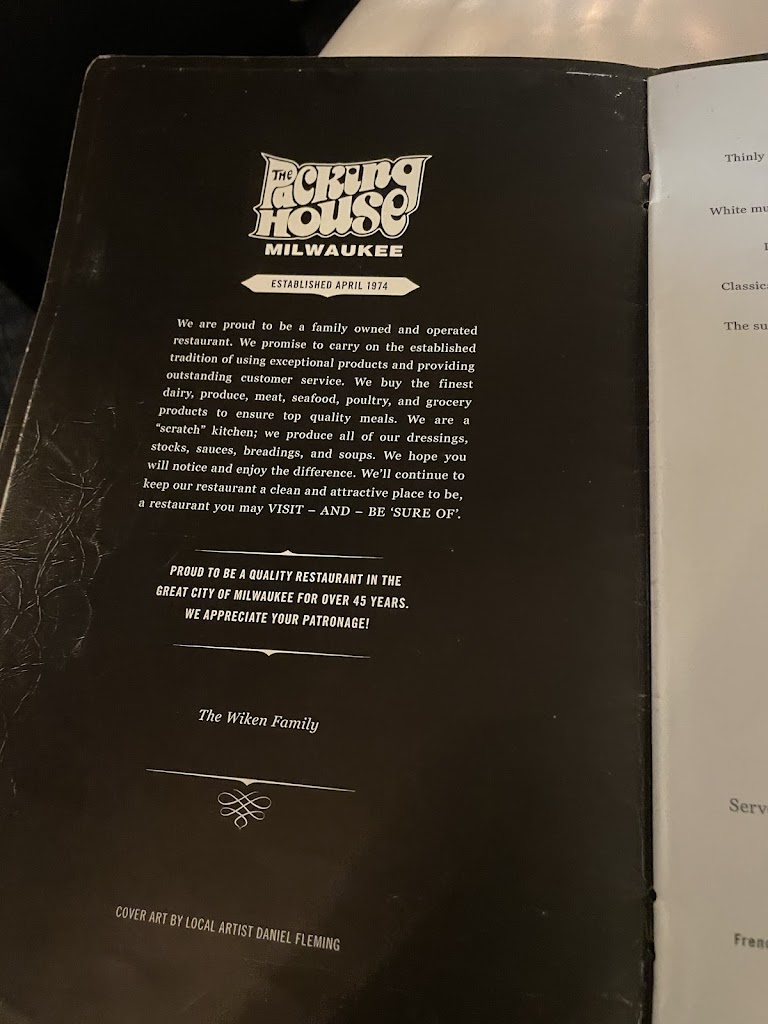 THE
PACKING
HOUSE
MILWAUKEE
ESTABLISHED APRIL 1974
We are proud to be a family owned and operated
restaurant. We promise to carry on the established
tradition of using exceptional products and providing
outstanding customer service. We buy the finest
dairy, produce, meat, seafood, poultry, and grocery
products to ensure top quality meals. We are a
“scratch” kitchen; we produce all of our dressings,
stocks, sauces, breadings, and soups. We hope you
will notice and enjoy the difference. We’ll continue to
keep our restaurant a clean and attractive place to be,
a restaurant you may VISIT – AND – BE ‘SURE OF’.
PROUD TO BE A QUALITY RESTAURANT IN THE
GREAT CITY OF MILWAUKEE FOR OVER 45 YEARS.
WE APPRECIATE YOUR PATRONAGE!
The Wiken Family
COVER ART BY LOCAL ARTIST DANIEL FLEMING
Thinly
White
The